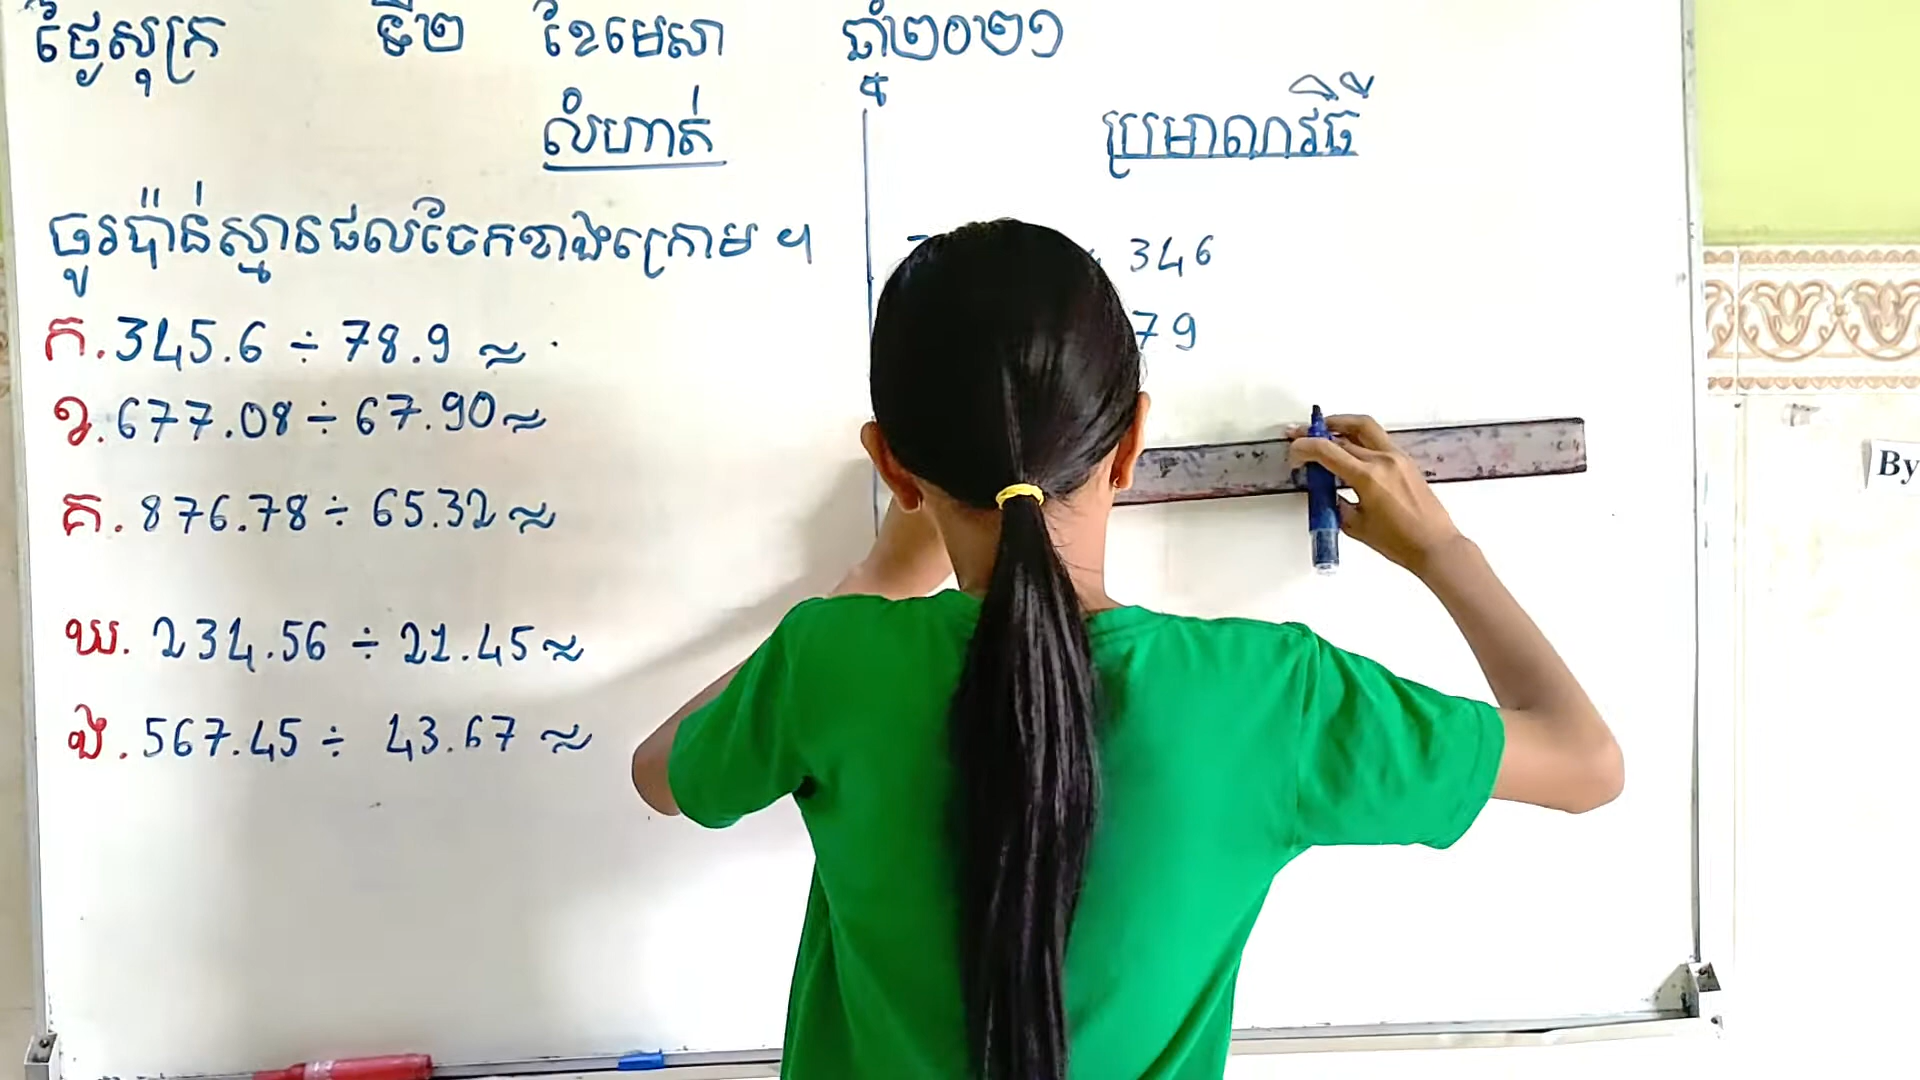 ថ្ងៃសុក្រ ទី២ ខែមេសា ឆ្នាំ២០២១
លំហាត់
ចូរប៉ាន់ស្មានផលចែកខាងក្រោម ។
ក. 345.6 ÷ 78.9 ≈
ខ. 677.08 ÷ 67.90 ≈
គ. 876.78 ÷ 65.32 ≈
ឃ. 234.56 ÷ 21.45 ≈
ង. 567.45 ÷ 43.67 ≈
ប្រមាណវិធី
346
79
By